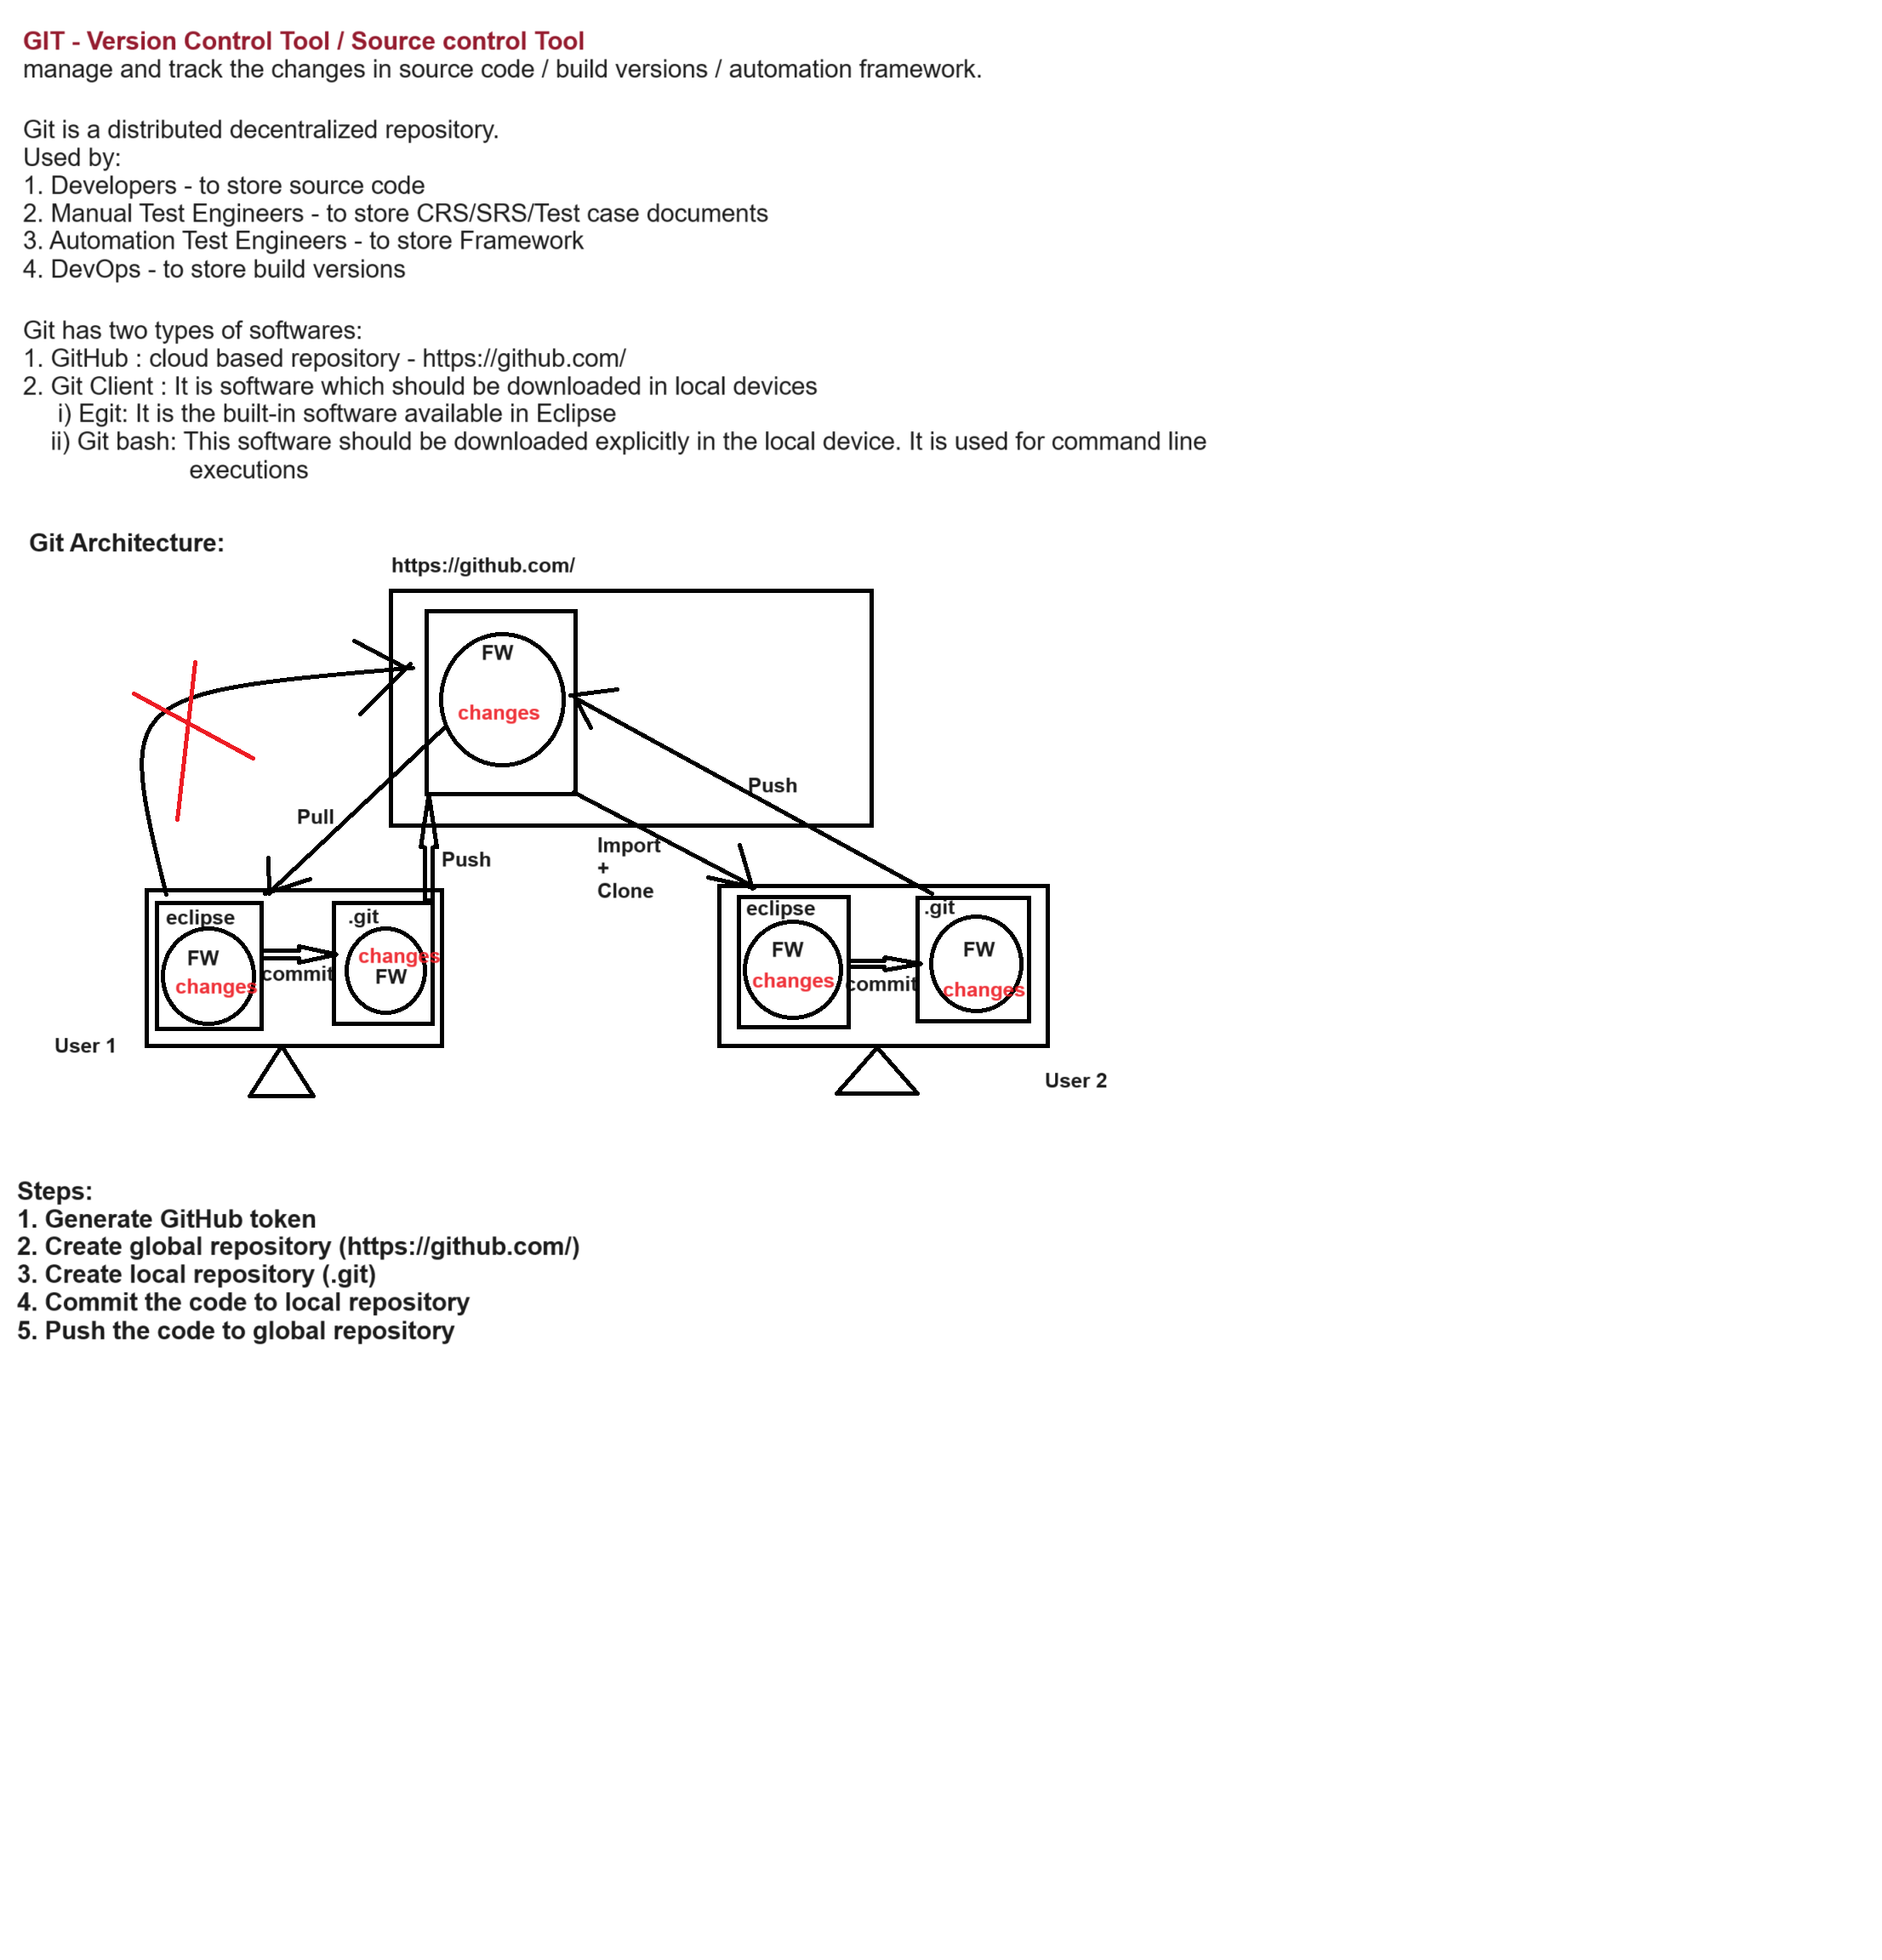 GIT - Version Control Tool / Source control Tool
manage and track the changes in source code / build versions / automation framework.
Git is a distributed decentralized repository.
Used by:
1. Developers - to store source code
2. Manual Test Engineers - to store CRS/SRS/Test case documents
3. Automation Test Engineers - to store Framework
4. DevOps - to store build versions
Git has two types of softwares:
1. GitHub : cloud based repository - https://github.com/
2. Git Client : It is software which should be downloaded in local devices
i) Egit: It is the built-in software available in Eclipse
ii) Git bash: This software should be downloaded explicitly in the local device. It is used for command line
executions
Git Architecture:
https://github.com/
FW
changes
Push
Pull
Push
Import
+
Clone
eclipse
FW
changes
commit
.git
changes
FW
User 1
eclipse
FW
changes
commit
.git
FW
changes
User 2
Steps:
1. Generate GitHub token
2. Create global repository (https://github.com/)
3. Create local repository (.git)
4. Commit the code to local repository
5. Push the code to global repository